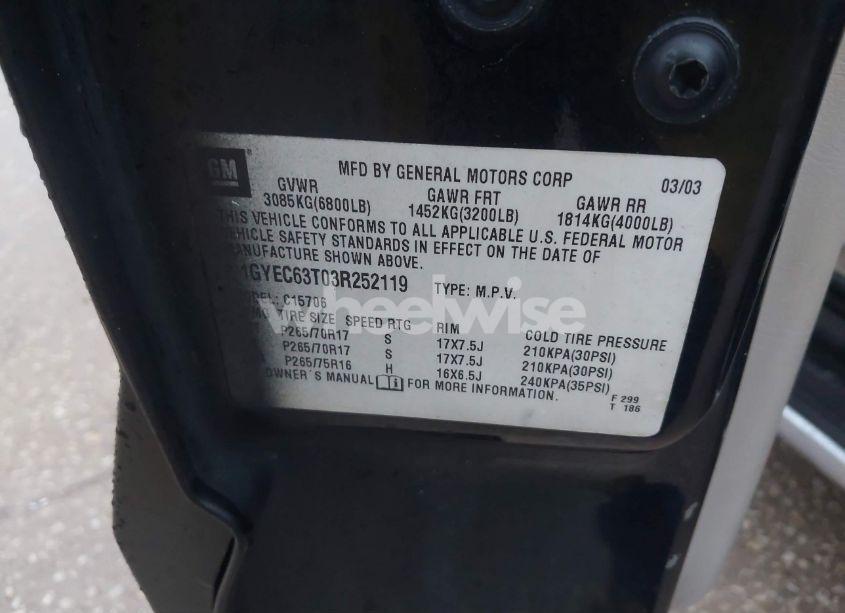 GM
MFD BY GENERAL MOTORS CORP 03/03
GVWR GAWR FRT GAWR RR
3085KG(6800LB) 1452KG(3200LB) 1814KG(4000LB)
THIS VEHICLE CONFORMS TO ALL APPLICABLE U.S. FEDERAL MOTOR
VEHICLE SAFETY STANDARDS IN EFFECT ON THE DATE OF
MANUFACTURE SHOWN ABOVE.
1GYEC63T03R252119 TYPE: M.P.V.
C15706
TIRE SIZE SPEED RTG RIM COLD TIRE PRESSURE
P265/70R17 S 17X7.5J 210KPA(30PSI)
P265/70R17 S 17X7.5J 210KPA(30PSI)
P265/75R16 H 16X6.5J 240KPA(35PSI)
OWNER'S MANUAL FOR MORE INFORMATION.
F 299
T 186
wheelwise